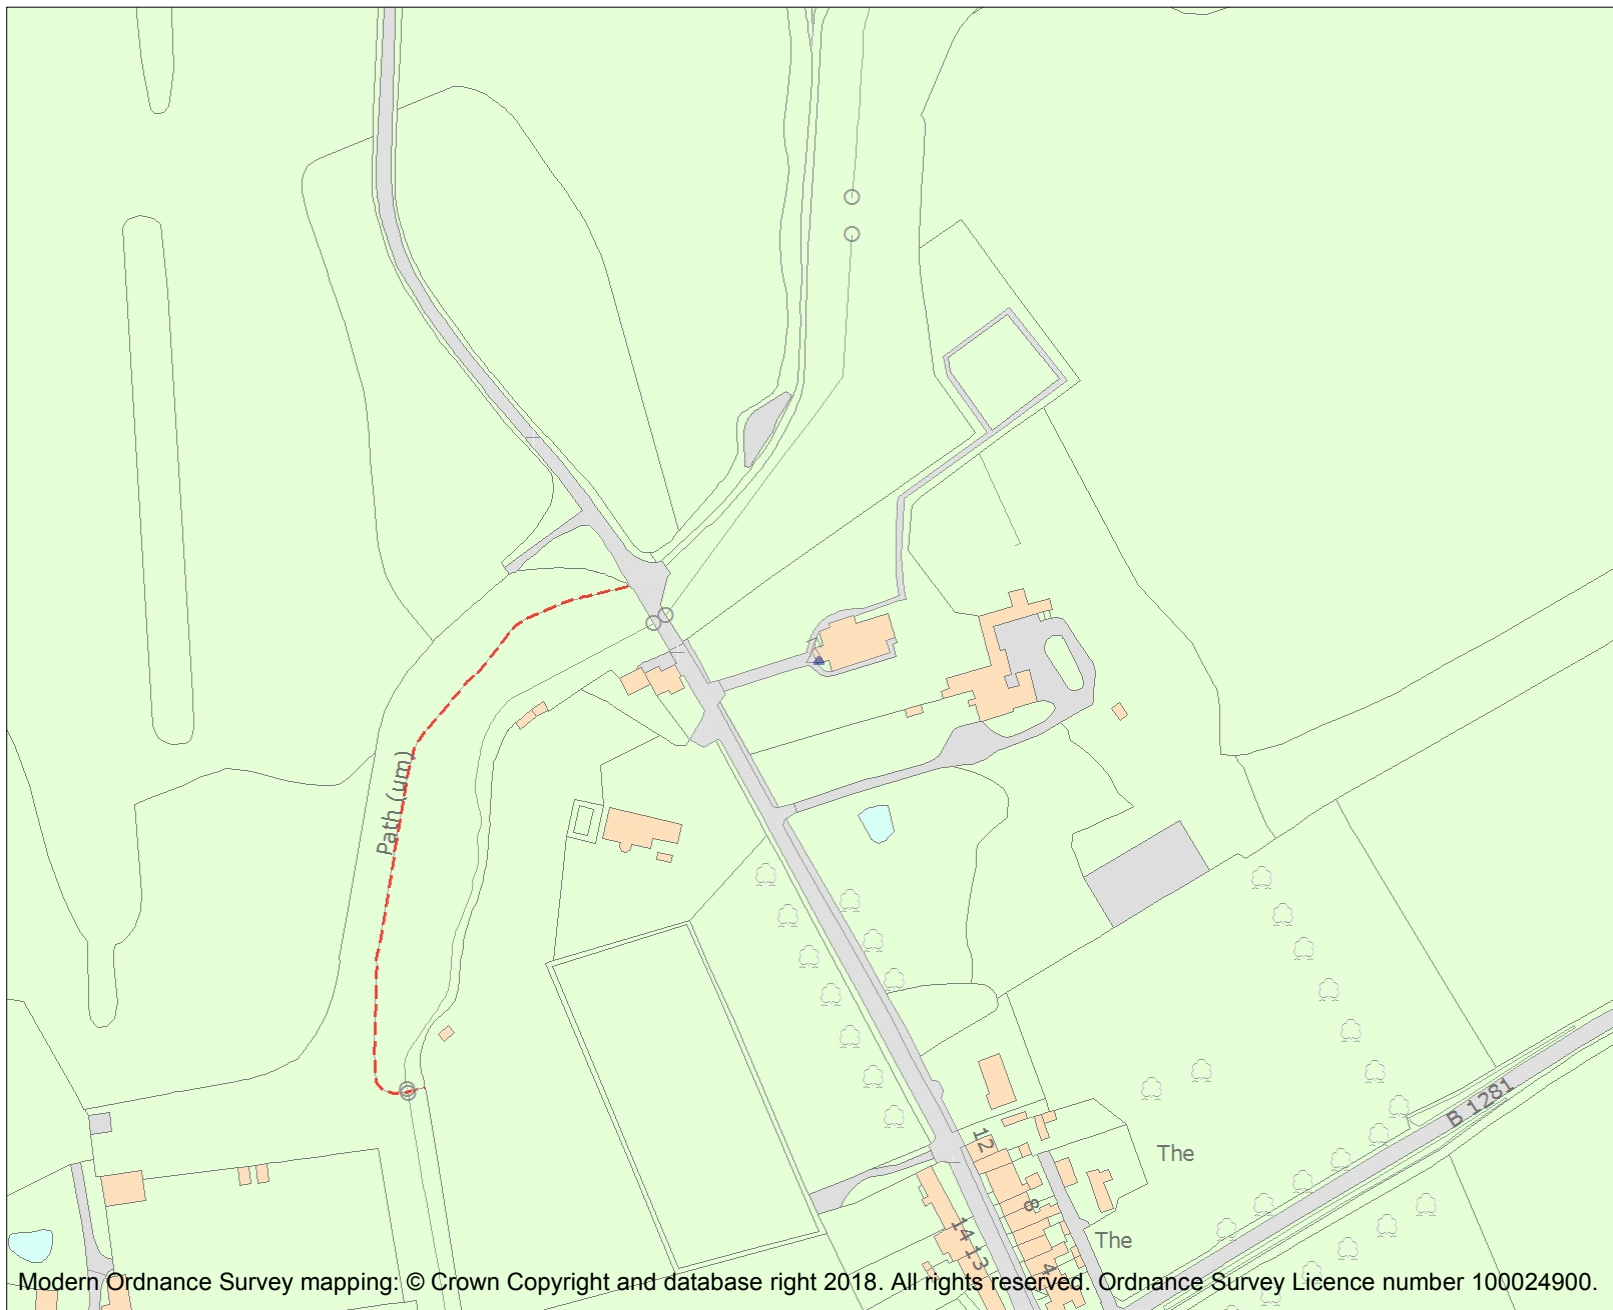 Path (um)
B 1281
12
The
8
14
13
The
4
Modern Ordnance Survey mapping: © Crown Copyright and database right 2018. All rights reserved. Ordnance Survey Licence number 100024900.